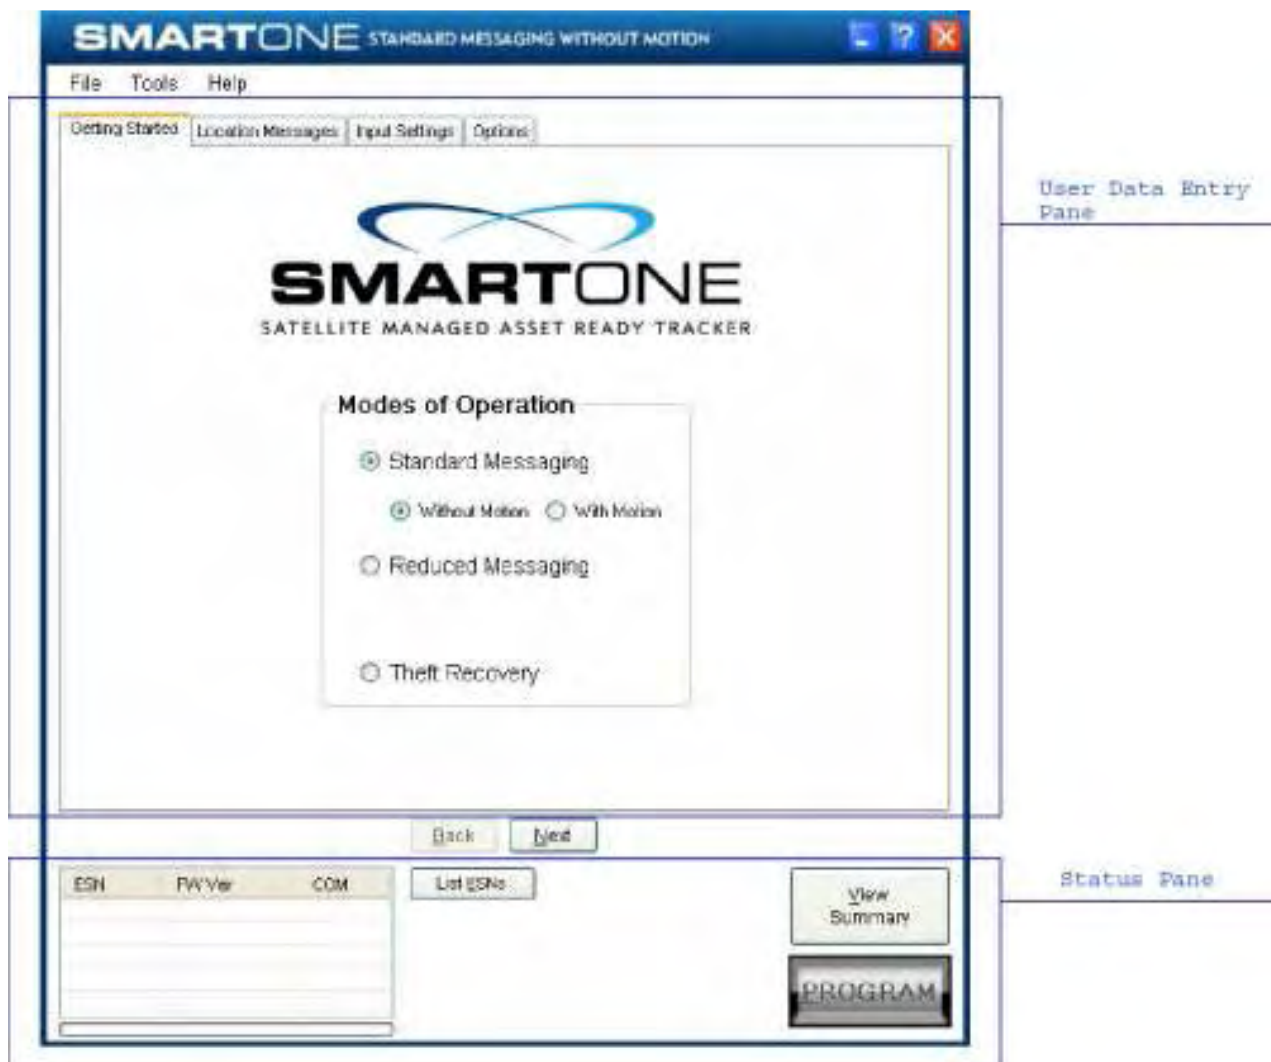 SMARTONE STANDARD MESSAGING WITHOUT MOTION
File Tools Help
Getting Started Location Messages Input Settings Options
User Data Entry
Pane
SMARTONE
SATELLITE MANAGED ASSET READY TRACKER
Modes of Operation
Standard Messaging
Without Motion With Motion
Reduced Messaging
Theft Recovery
Back Next
ESN FW Ver COM
List ESNs
View
Summary
Status Pane
PROGRAM